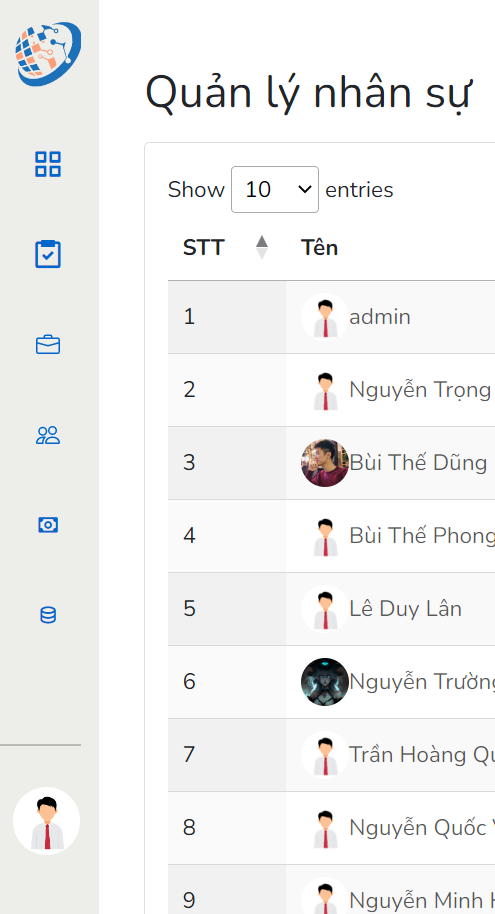 Quản lý nhân sự
Show 10 entries
STT Tên
1 admin
2 Nguyễn Trọng
3 Bùi Thế Dũng
4 Bùi Thế Phong
5 Lê Duy Lân
6 Nguyễn Trường
7 Trần Hoàng
8 Nguyễn Quốc
9 Nguyễn Minh